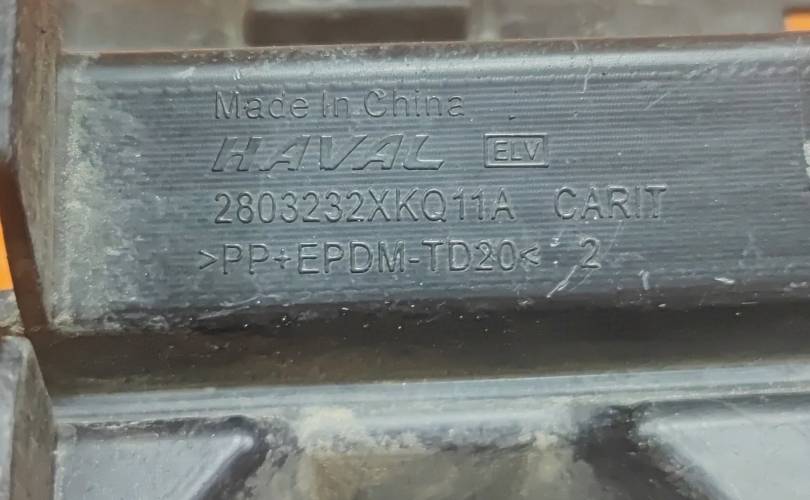 Made In China
HAVAL ELV
2803232XKQ11A CARIT
>PP+EPDM-TD20< 2